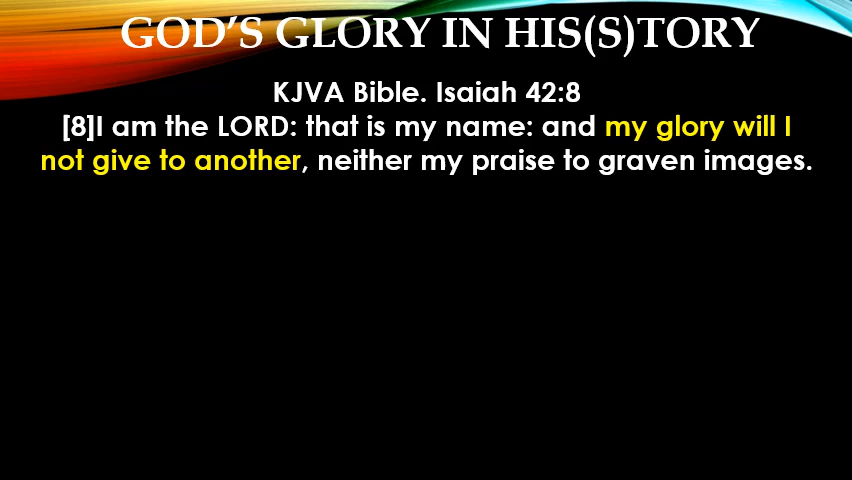 GOD’S GLORY IN HIS(S)TORY
KJVA Bible. Isaiah 42:8
[8]I am the LORD: that is my name: and my glory will I
not give to another, neither my praise to graven images.